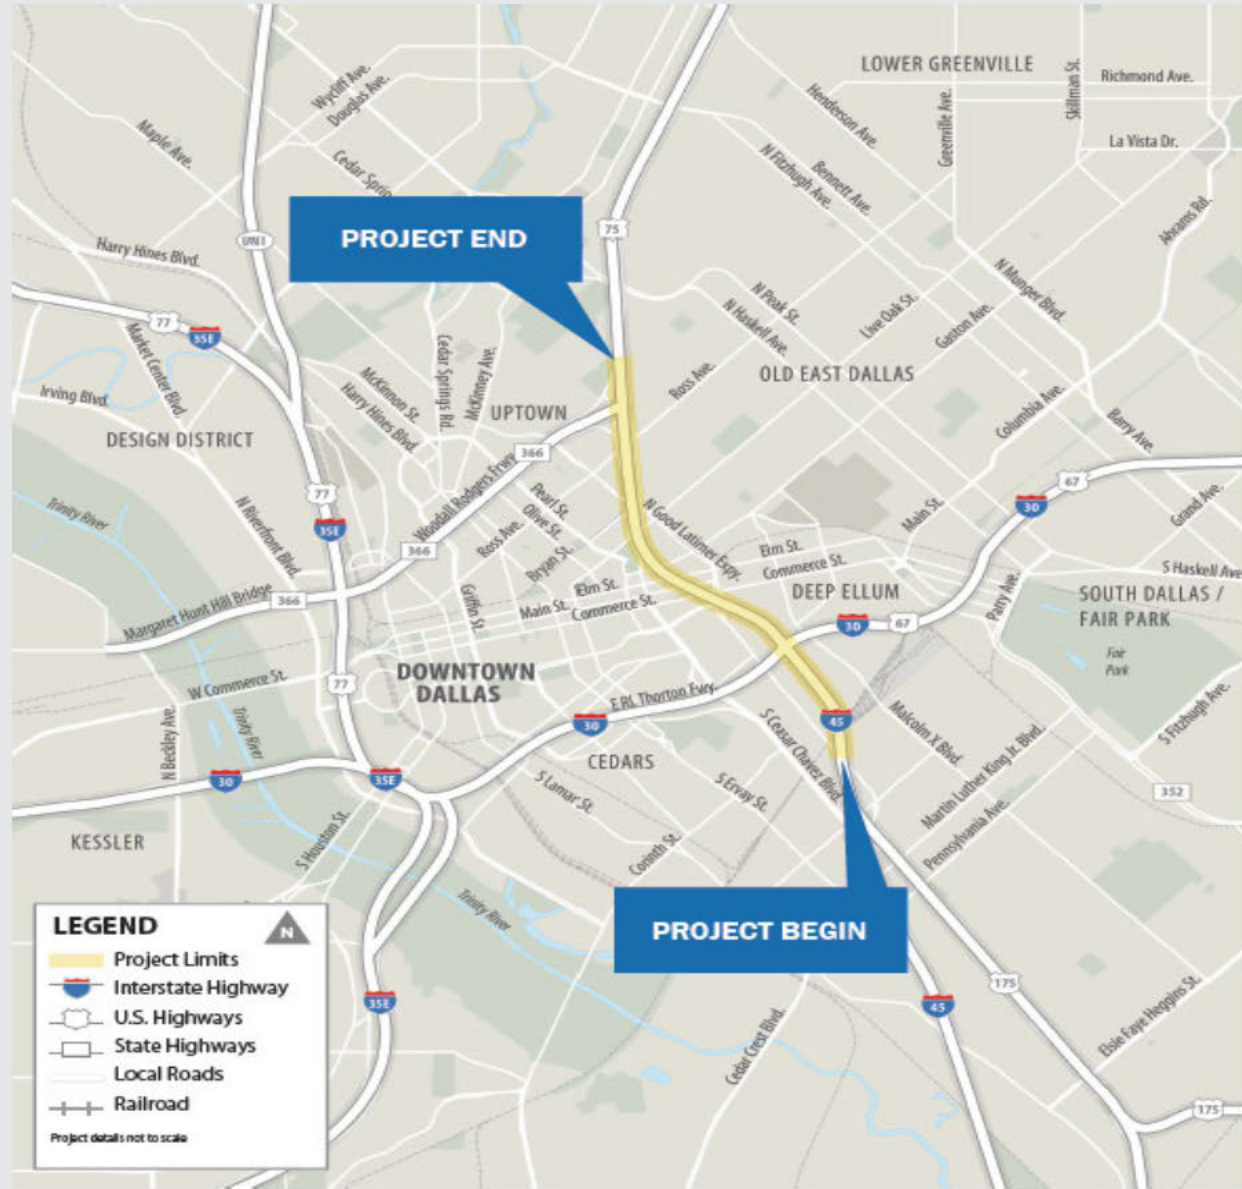 LOWER GREENVILLE
Richmond Ave.
Skillman St.
Greenville Ave.
La Vista Dr.
Wycliff Ave.
Douglas Ave.
Henderson Ave.
Maple Ave.
Cedar Sprin
N Fitzhugh Ave.
Bennett Ave.
Abrams Rd.
PROJECT END
75
UNI
Harry Hines Blvd.
N Munger Blvd.
N Peak St.
N Haskell Ave.
Live Oak St.
Gaston Ave.
77
35E
Market Center Blvd
Cedar Springs Rd.
McKinney Ave.
McKinnon St.
Harry Hines Blvd.
Ross Ave.
OLD EAST DALLAS
Irving Blvd.
UPTOWN
Columbia Ave.
Barry Ave.
DESIGN DISTRICT
366
77
35E
67
30
Trinity River
N Riverfront Blvd.
Woodall Rodgers Frwy
Pearl St.
Olive St.
Ross Ave.
Bryan St.
N Good Latimer Expy.
Main St.
Grand Ave.
366
Elm St.
Commerce St.
S Haskell Ave
Margaret Hunt Hill Bridge
366
Griffin St.
Elm St.
Main St.
Commerce St.
DEEP ELLUM
30
67
Parry Ave.
SOUTH DALLAS /
FAIR PARK
Fair
Park
DOWNTOWN
DALLAS
W Commerce St.
77
E RL Thorton Fwy.
N Beckley Ave.
Trinity River
30
45
S Ceasar Chavez Blvd.
Malcolm X Blvd.
S Fitzhugh Ave.
30
35E
CEDARS
S Lamar St.
S Ervay St.
Martin Luther King Jr. Blvd.
Pennsylvania Ave.
352
KESSLER
S Houston St.
Corinth St.
Trinity River
PROJECT BEGIN
35E
175
45
Cedar Crest Blvd.
Elsie Faye Heggins St.
175
LEGEND
N
Project Limits
Interstate Highway
U.S. Highways
State Highways
Local Roads
Railroad
Project details not to scale